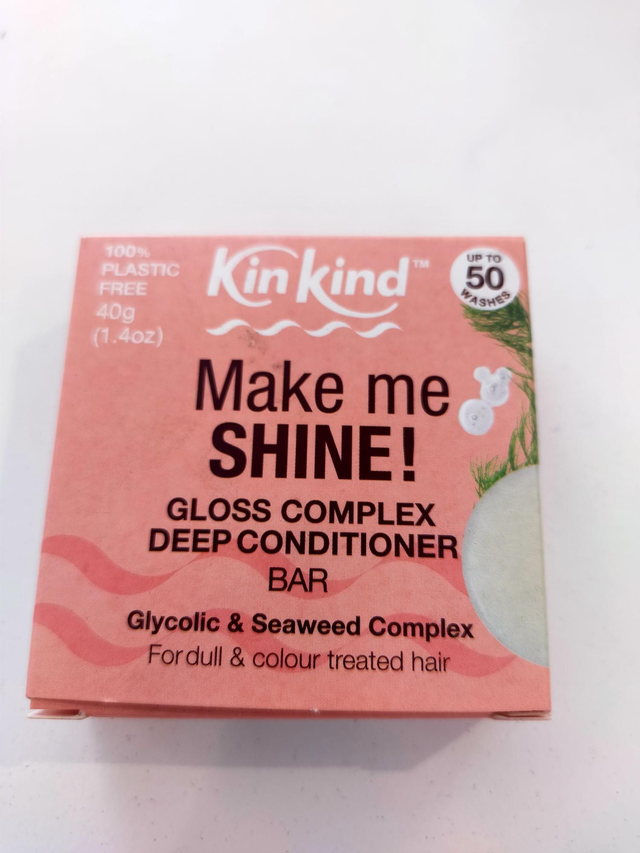 100%
PLASTIC
FREE
40g
(1.4oz)
KinKind™
UP TO
50
WASHES
Make me
SHINE!
GLOSS COMPLEX
DEEP CONDITIONER
BAR
Glycolic & Seaweed Complex
For dull & colour treated hair